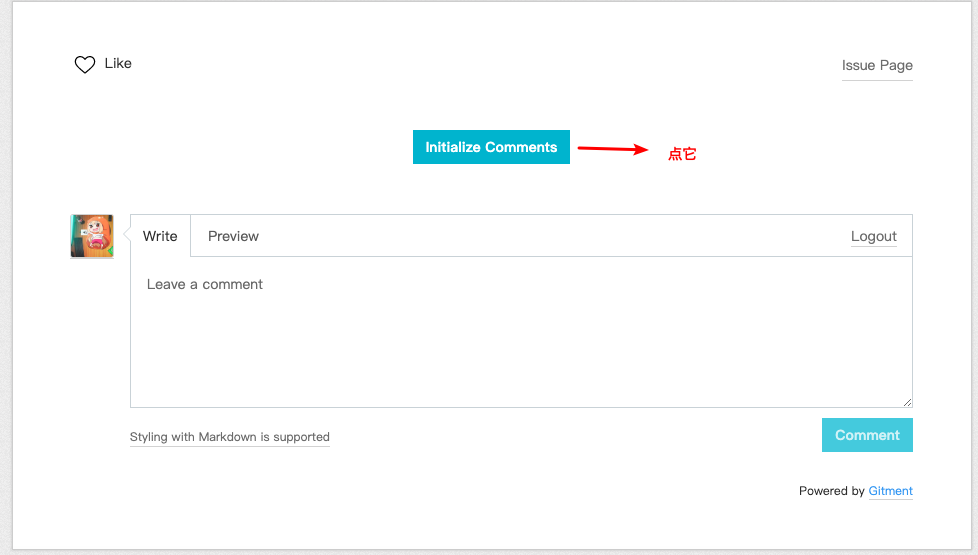 Like
Issue Page
Initialize Comments
点它
Write
Preview
Logout
Leave a comment
Styling with Markdown is supported
Comment
Powered by Gitment